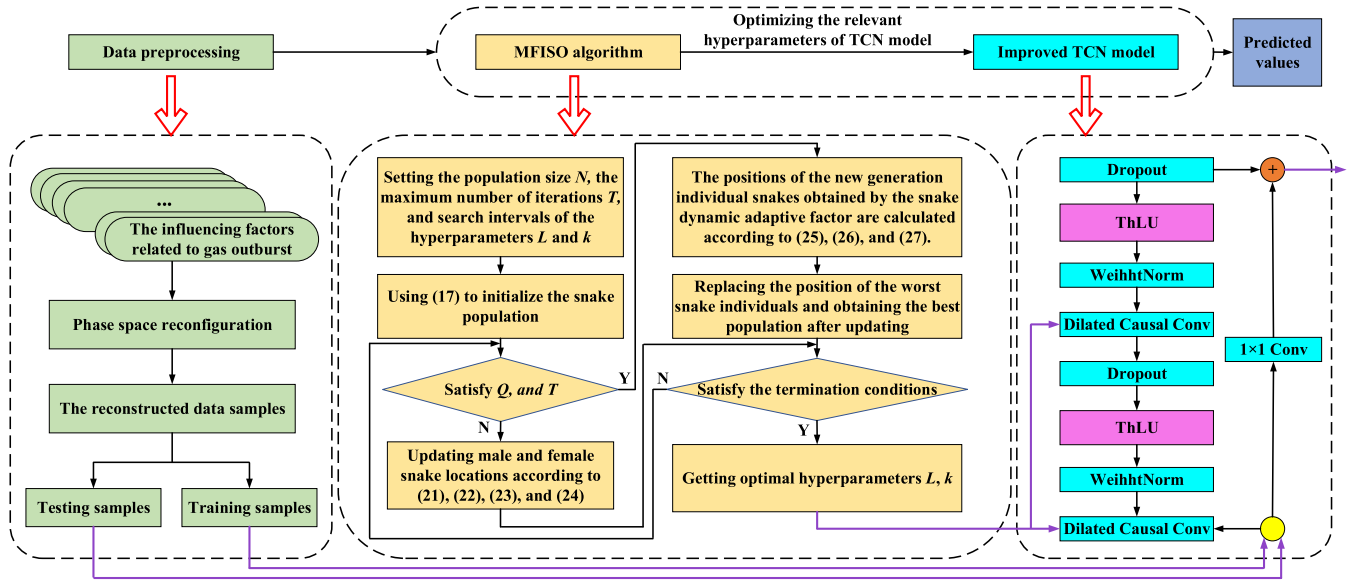 Data preprocessing
MFISO algorithm
Optimizing the relevant
hyperparameters of TCN model
Improved TCN model
Predicted
values
...
The influencing factors
related to gas outburst
Phase space reconfiguration
The reconstructed data samples
Testing samples
Training samples
Setting the population size N, the
maximum number of iterations T,
and search intervals of the
hyperparameters L and k
Using (17) to initialize the snake
population
Satisfy Q, and T
Y
N
Updating male and female
snake locations according to
(21), (22), (23), and (24)
The positions of the new generation
individual snakes obtained by the snake
dynamic adaptive factor are calculated
according to (25), (26), and (27).
Replacing the position of the worst
snake individuals and obtaining the best
population after updating
N
Satisfy the termination conditions
Y
Getting optimal hyperparameters L, k
Dropout
+
ThLU
WeihhtNorm
Dilated Causal Conv
1×1 Conv
Dropout
ThLU
WeihhtNorm
Dilated Causal Conv